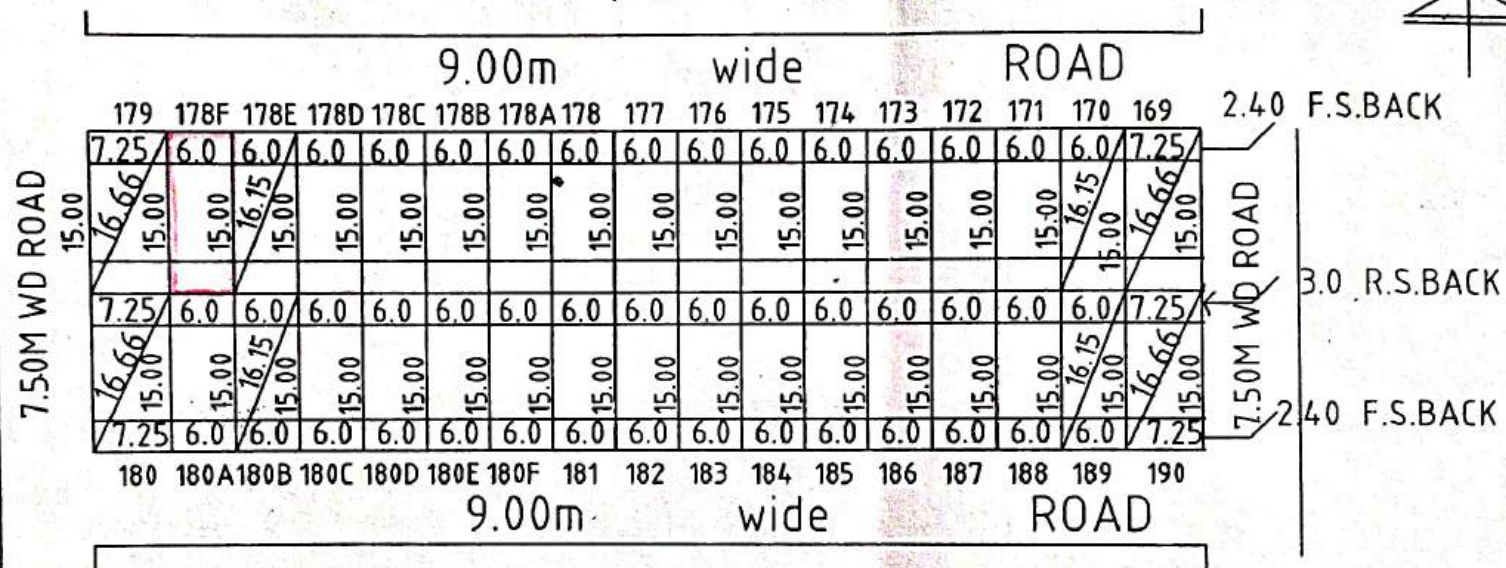 9.00m wide ROAD
179 178F 178E 178D 178C 178B 178A 178 177 176 175 174 173 172 171 170 169
2.40 F.S.BACK
7.25 6.0 6.0 6.0 6.0 6.0 6.0 6.0 6.0 6.0 6.0 6.0 6.0 6.0 6.0 6.0 7.25
7.50M WD ROAD
15.00 16.66 15.00 15.00 16.15 15.00 15.00 15.00 15.00 15.00 15.00 15.00 15.00 15.00 15.00 15.00 15.00 15.00 16.15 15.00 16.66 15.00
7.50M WD ROAD
3.0 R.S.BACK
7.25 6.0 6.0 6.0 6.0 6.0 6.0 6.0 6.0 6.0 6.0 6.0 6.0 6.0 6.0 6.0 7.25
16.66 15.00 15.00 16.15 15.00 15.00 15.00 15.00 15.00 15.00 15.00 15.00 15.00 15.00 15.00 15.00 15.00 16.15 15.00 16.66 15.00
2.40 F.S.BACK
7.25 6.0 6.0 6.0 6.0 6.0 6.0 6.0 6.0 6.0 6.0 6.0 6.0 6.0 6.0 6.0 7.25
180 180A 180B 180C 180D 180E 180F 181 182 183 184 185 186 187 188 189 190
9.00m wide ROAD